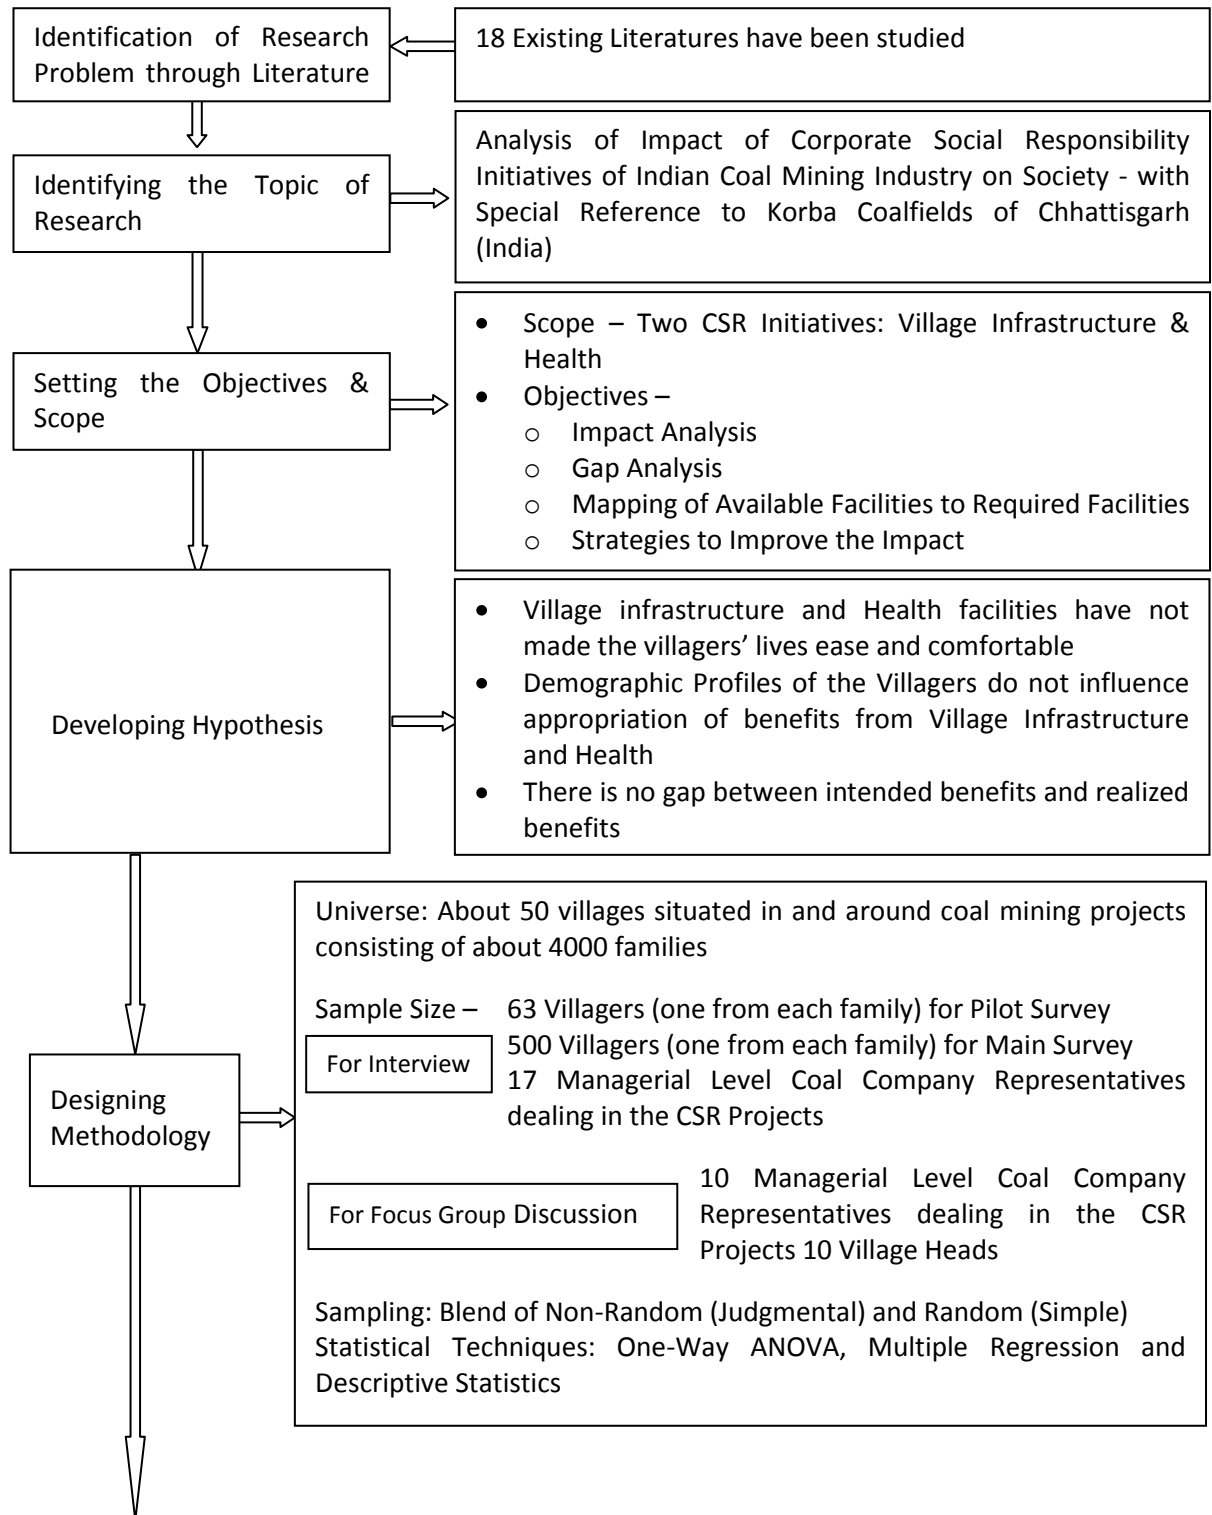 Identification of Research
Problem through Literature
18 Existing Literatures have been studied
Identifying the Topic of
Research
Analysis of Impact of Corporate Social Responsibility
Initiatives of Indian Coal Mining Industry on Society - with
Special Reference to Korba Coalfields of Chhattisgarh
(India)
Setting the Objectives &
Scope
• Scope – Two CSR Initiatives: Village Infrastructure &
Health
• Objectives –
o Impact Analysis
o Gap Analysis
o Mapping of Available Facilities to Required Facilities
o Strategies to Improve the Impact
Developing Hypothesis
• Village infrastructure and Health facilities have not
made the villagers’ lives ease and comfortable
• Demographic Profiles of the Villagers do not influence
appropriation of benefits from Village Infrastructure
and Health
• There is no gap between intended benefits and realized
benefits
Designing
Methodology
Universe: About 50 villages situated in and around coal mining projects
consisting of about 4000 families
Sample Size – 63 Villagers (one from each family) for Pilot Survey
For Interview
500 Villagers (one from each family) for Main Survey
17 Managerial Level Coal Company Representatives
dealing in the CSR Projects
For Focus Group Discussion
10 Managerial Level Coal Company
Representatives dealing in the CSR
Projects 10 Village Heads
Sampling: Blend of Non-Random (Judgmental) and Random (Simple)
Statistical Techniques: One-Way ANOVA, Multiple Regression and
Descriptive Statistics